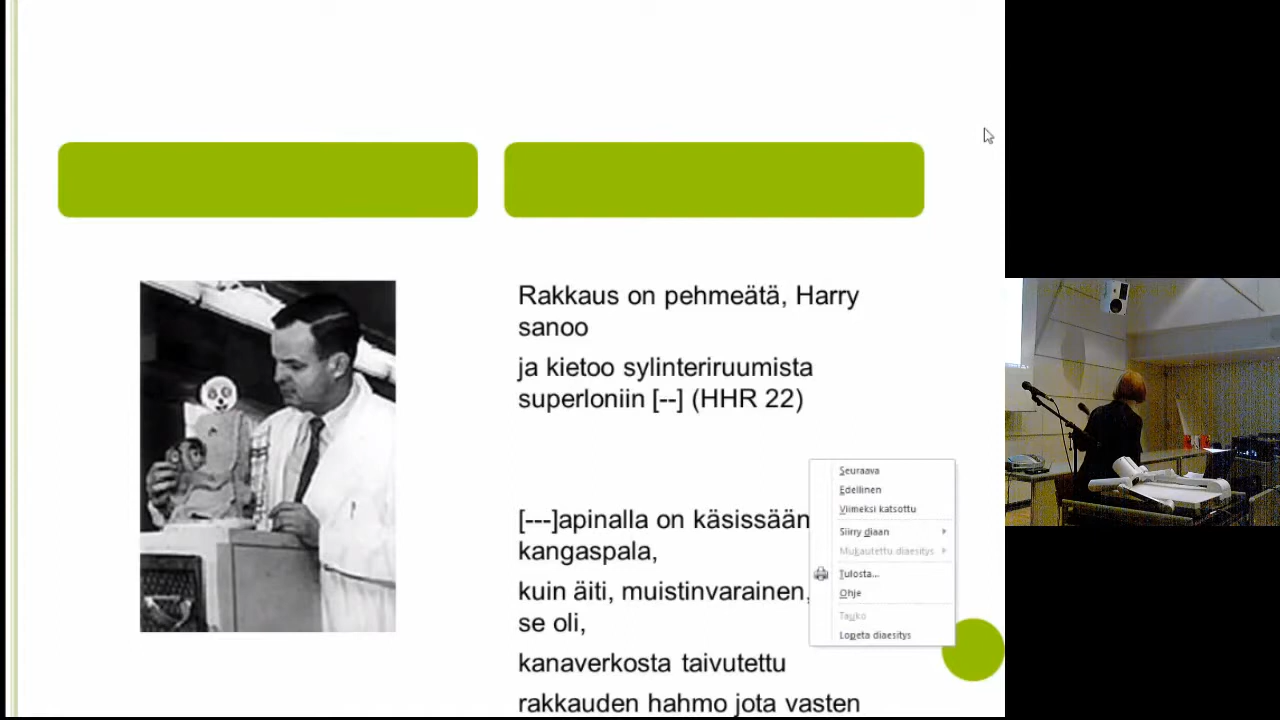 Rakkaus on pehmeätä, Harry
sanoo
ja kietoo sylinteriruumista
superloniin [--] (HHR 22)
[---]apinalla on käsissään
kangaspala,
kuin äiti, muistinvarainen,
se oli,
kanaverkosta taivutettu
rakkauden hahmo jota vasten
Seuraava
Edellinen
Viimeksi katsottu
Siirry diaan
Mukautettu diaesitys
Tulosta...
Ohje
Tauko
Lopeta diaesitys